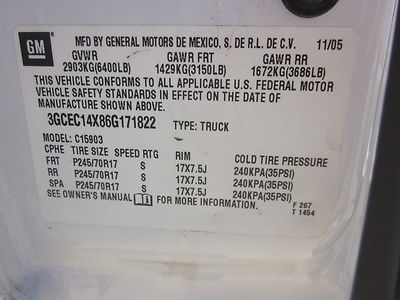 GM MFD BY GENERAL MOTORS DE MEXICO, S. DE R.L. DE C.V. 11/05
GVWR GAWR FRT GAWR RR
2903KG(6400LB) 1429KG(3150LB) 1672KG(3686LB)
THIS VEHICLE CONFORMS TO ALL APPLICABLE U.S. FEDERAL MOTOR
VEHICLE SAFETY STANDARDS IN EFFECT ON THE DATE OF
MANUFACTURE SHOWN ABOVE.
3GCEC14X86G171822 TYPE: TRUCK
MODEL: C15903
CPHE TIRE SIZE SPEED RTG RIM COLD TIRE PRESSURE
FRT P245/70R17 S 17X7.5J 240KPA(35PSI)
RR P245/70R17 S 17X7.5J 240KPA(35PSI)
SPA P245/70R17 S 17X7.5J 240KPA(35PSI)
SEE OWNER'S MANUAL FOR MORE INFORMATION. F 267
T 1454